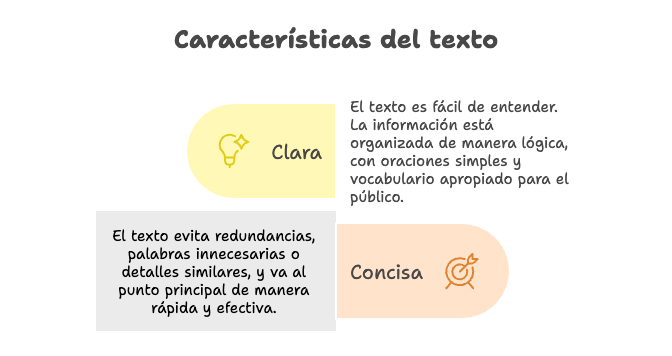 Características del texto
Clara
El texto es fácil de entender.
La información está
organizada de manera lógica,
con oraciones simples y
vocabulario apropiado para el
público.
El texto evita redundancias,
palabras innecesarias o
detalles similares, y va al
punto principal de manera
rápida y efectiva.
Concisa